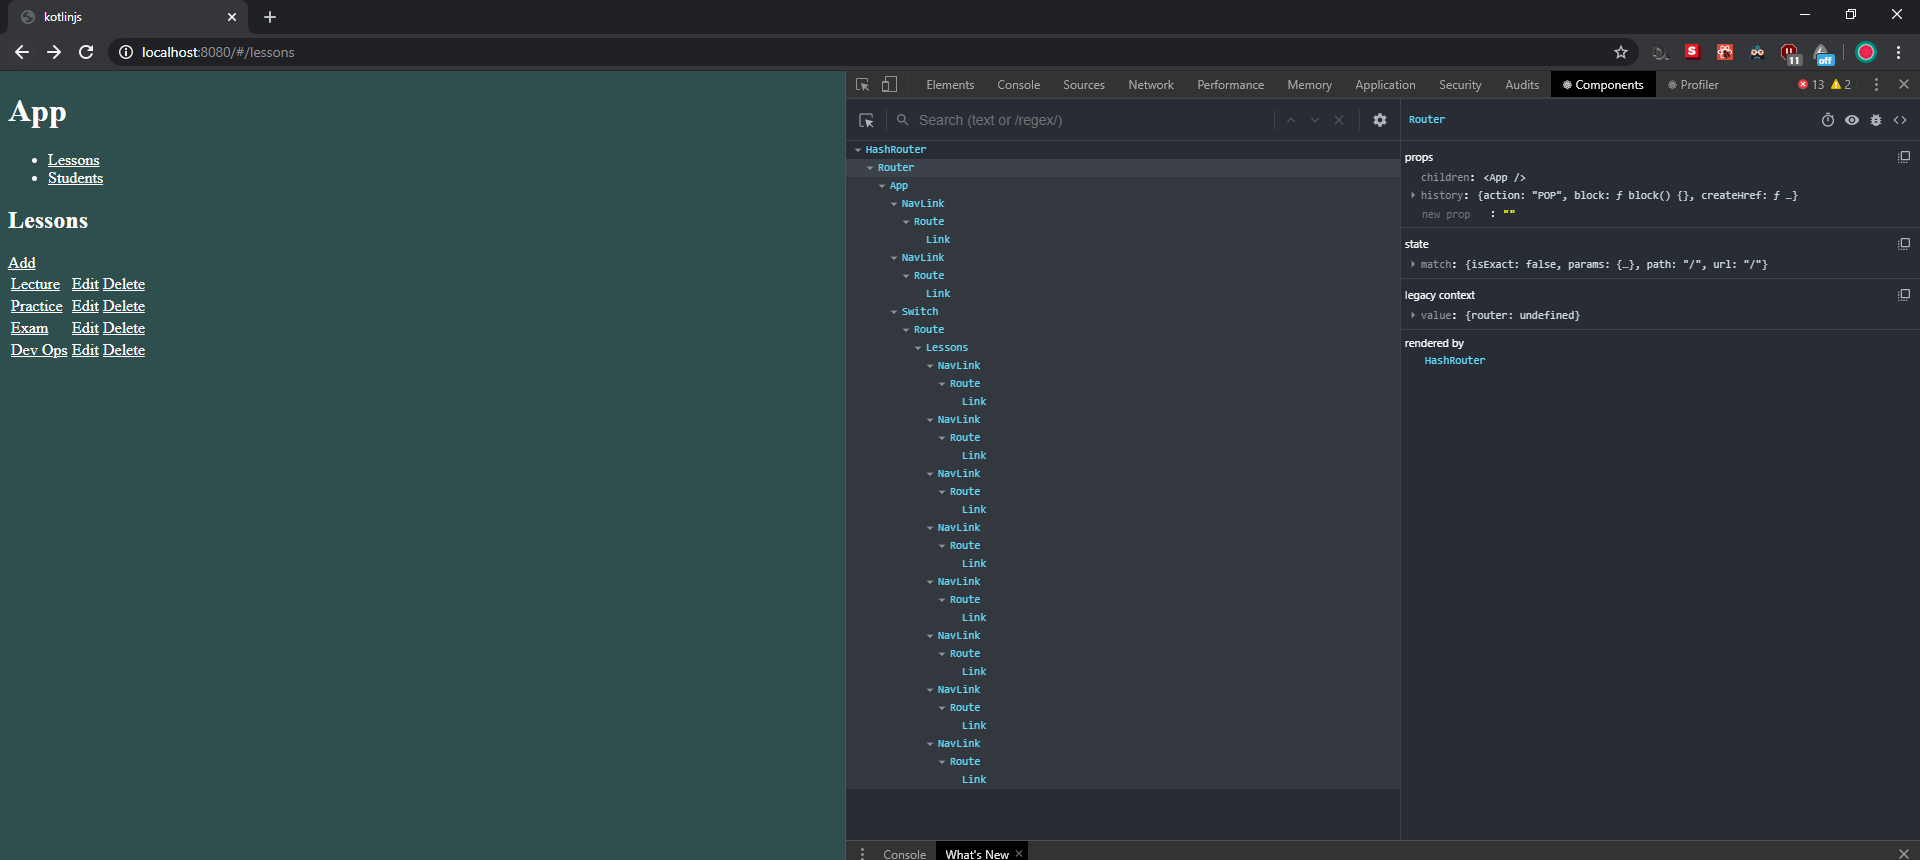 kotlinjs
localhost:8080/#/lessons
S
11
off
App
Lessons
Students
Lessons
Add
Lecture Edit Delete
Practice Edit Delete
Exam Edit Delete
Dev Ops Edit Delete
Elements Console Sources Network Performance Memory Application Security Audits Components Profiler 13 2
Search (text or /regex/)
HashRouter
Router
App
NavLink
Route
Link
NavLink
Route
Link
Switch
Route
Lessons
NavLink
Route
Link
NavLink
Route
Link
NavLink
Route
Link
NavLink
Route
Link
NavLink
Route
Link
NavLink
Route
Link
NavLink
Route
Link
NavLink
Route
Link
Router
props
children: <App />
history: {action: "POP", block: ƒ block() {}, createHref: ƒ …}
new prop : ""
state
match: {isExact: false, params: {…}, path: "/", url: "/"}
legacy context
value: {router: undefined}
rendered by
HashRouter
Console What's New